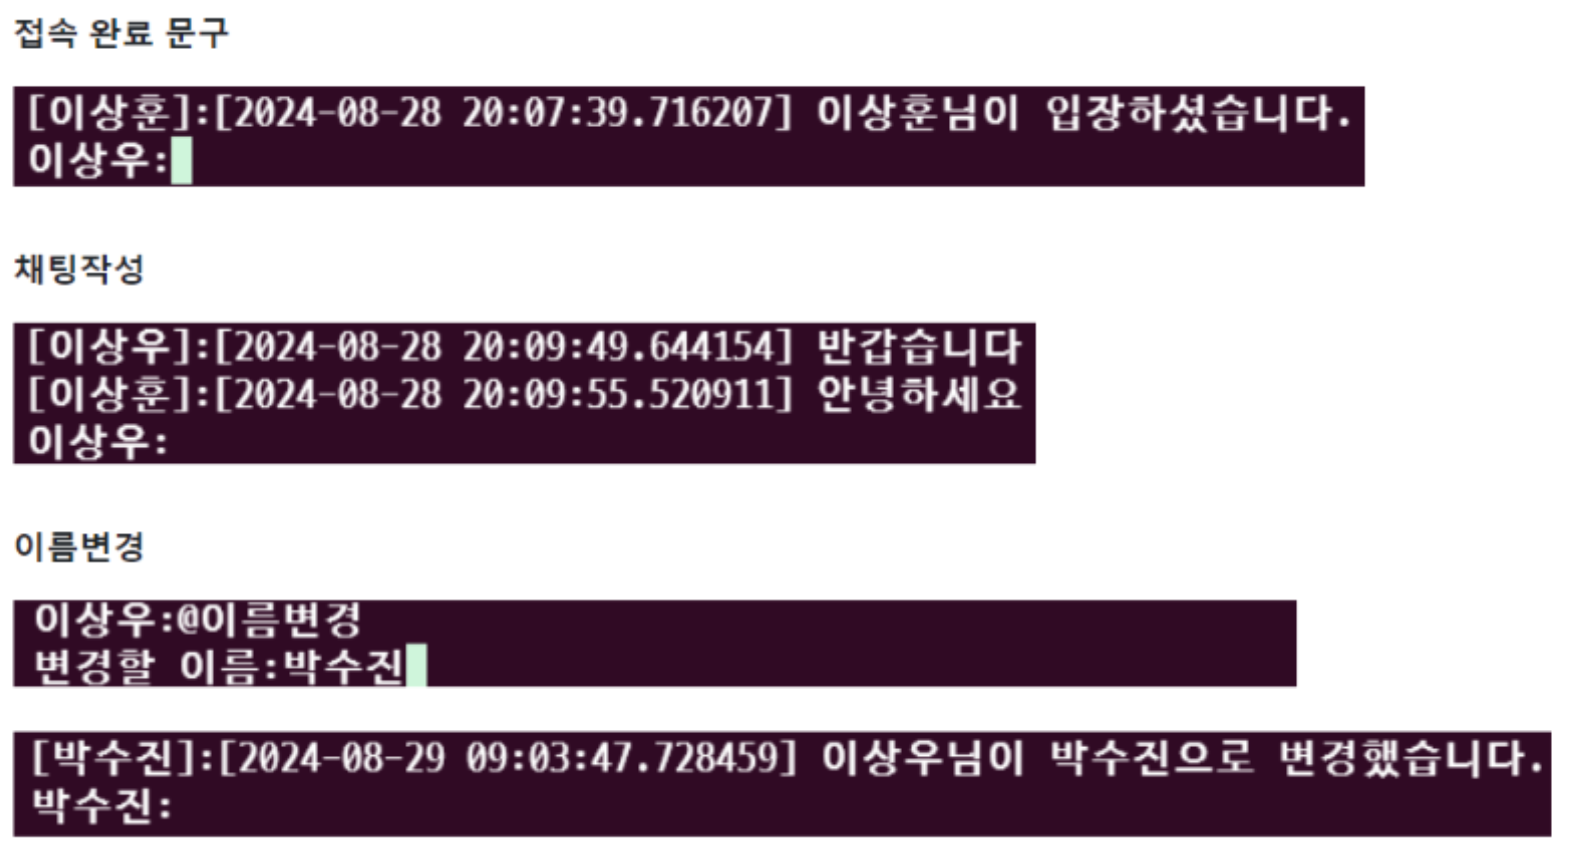 접속 완료 문구
[이상훈]:[2024-08-28 20:07:39.716207] 이상훈님이 입장하셨습니다.
이상우:
채팅작성
[이상우]:[2024-08-28 20:09:49.644154] 반갑습니다
[이상훈]:[2024-08-28 20:09:55.520911] 안녕하세요
이상우:
이름변경
이상우:@이름변경
변경할 이름:박수진
[박수진]:[2024-08-29 09:03:47.728459] 이상우님이 박수진으로 변경했습니다.
박수진: